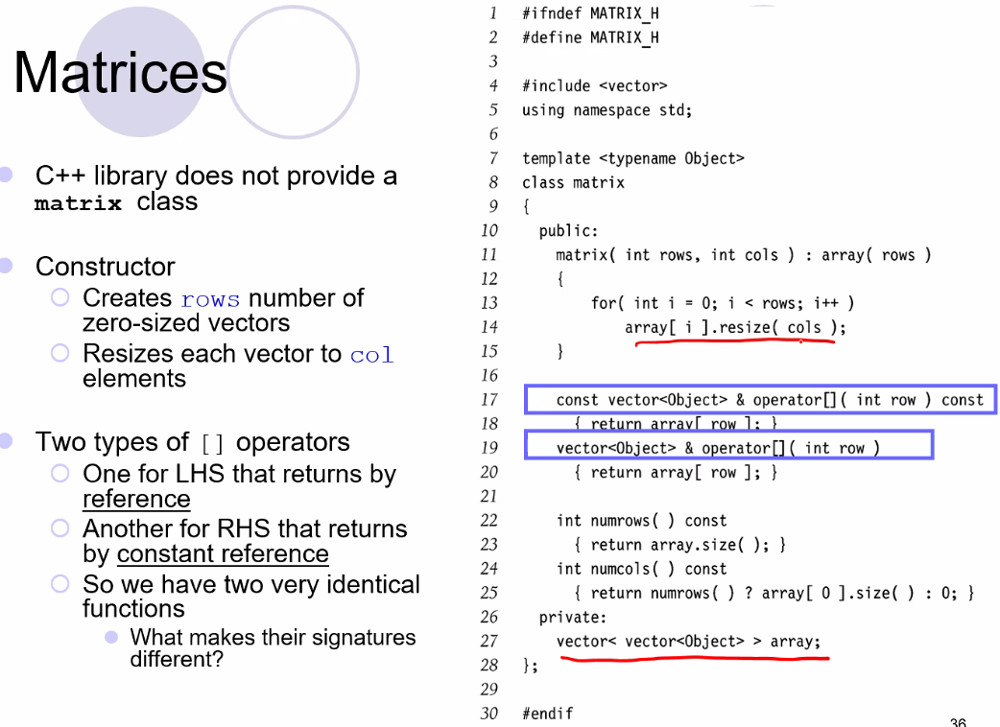 Matrices
C++ library does not provide a
matrix class
Constructor
Creates rows number of
zero-sized vectors
Resizes each vector to col
elements
Two types of [] operators
One for LHS that returns by
reference
Another for RHS that returns
by constant reference
So we have two very identical
functions
What makes their signatures
different?
1 #ifndef MATRIX_H
2 #define MATRIX_H
3
4 #include <vector>
5 using namespace std;
6
7 template <typename Object>
8 class matrix
9 {
10 public:
11 matrix( int rows, int cols ) : array( rows )
12 {
13 for( int i = 0; i < rows; i++ )
14 array[ i ].resize( cols );
15 }
16
17 const vector<Object> & operator[]( int row ) const
18 { return array[ row ]; }
19 vector<Object> & operator[]( int row )
20 { return array[ row ]; }
21
22 int numrows( ) const
23 { return array.size( ); }
24 int numcols( ) const
25 { return numrows( ) ? array[ 0 ].size( ) : 0; }
26 private:
27 vector< vector<Object> > array;
28 };
29
30 #endif
36